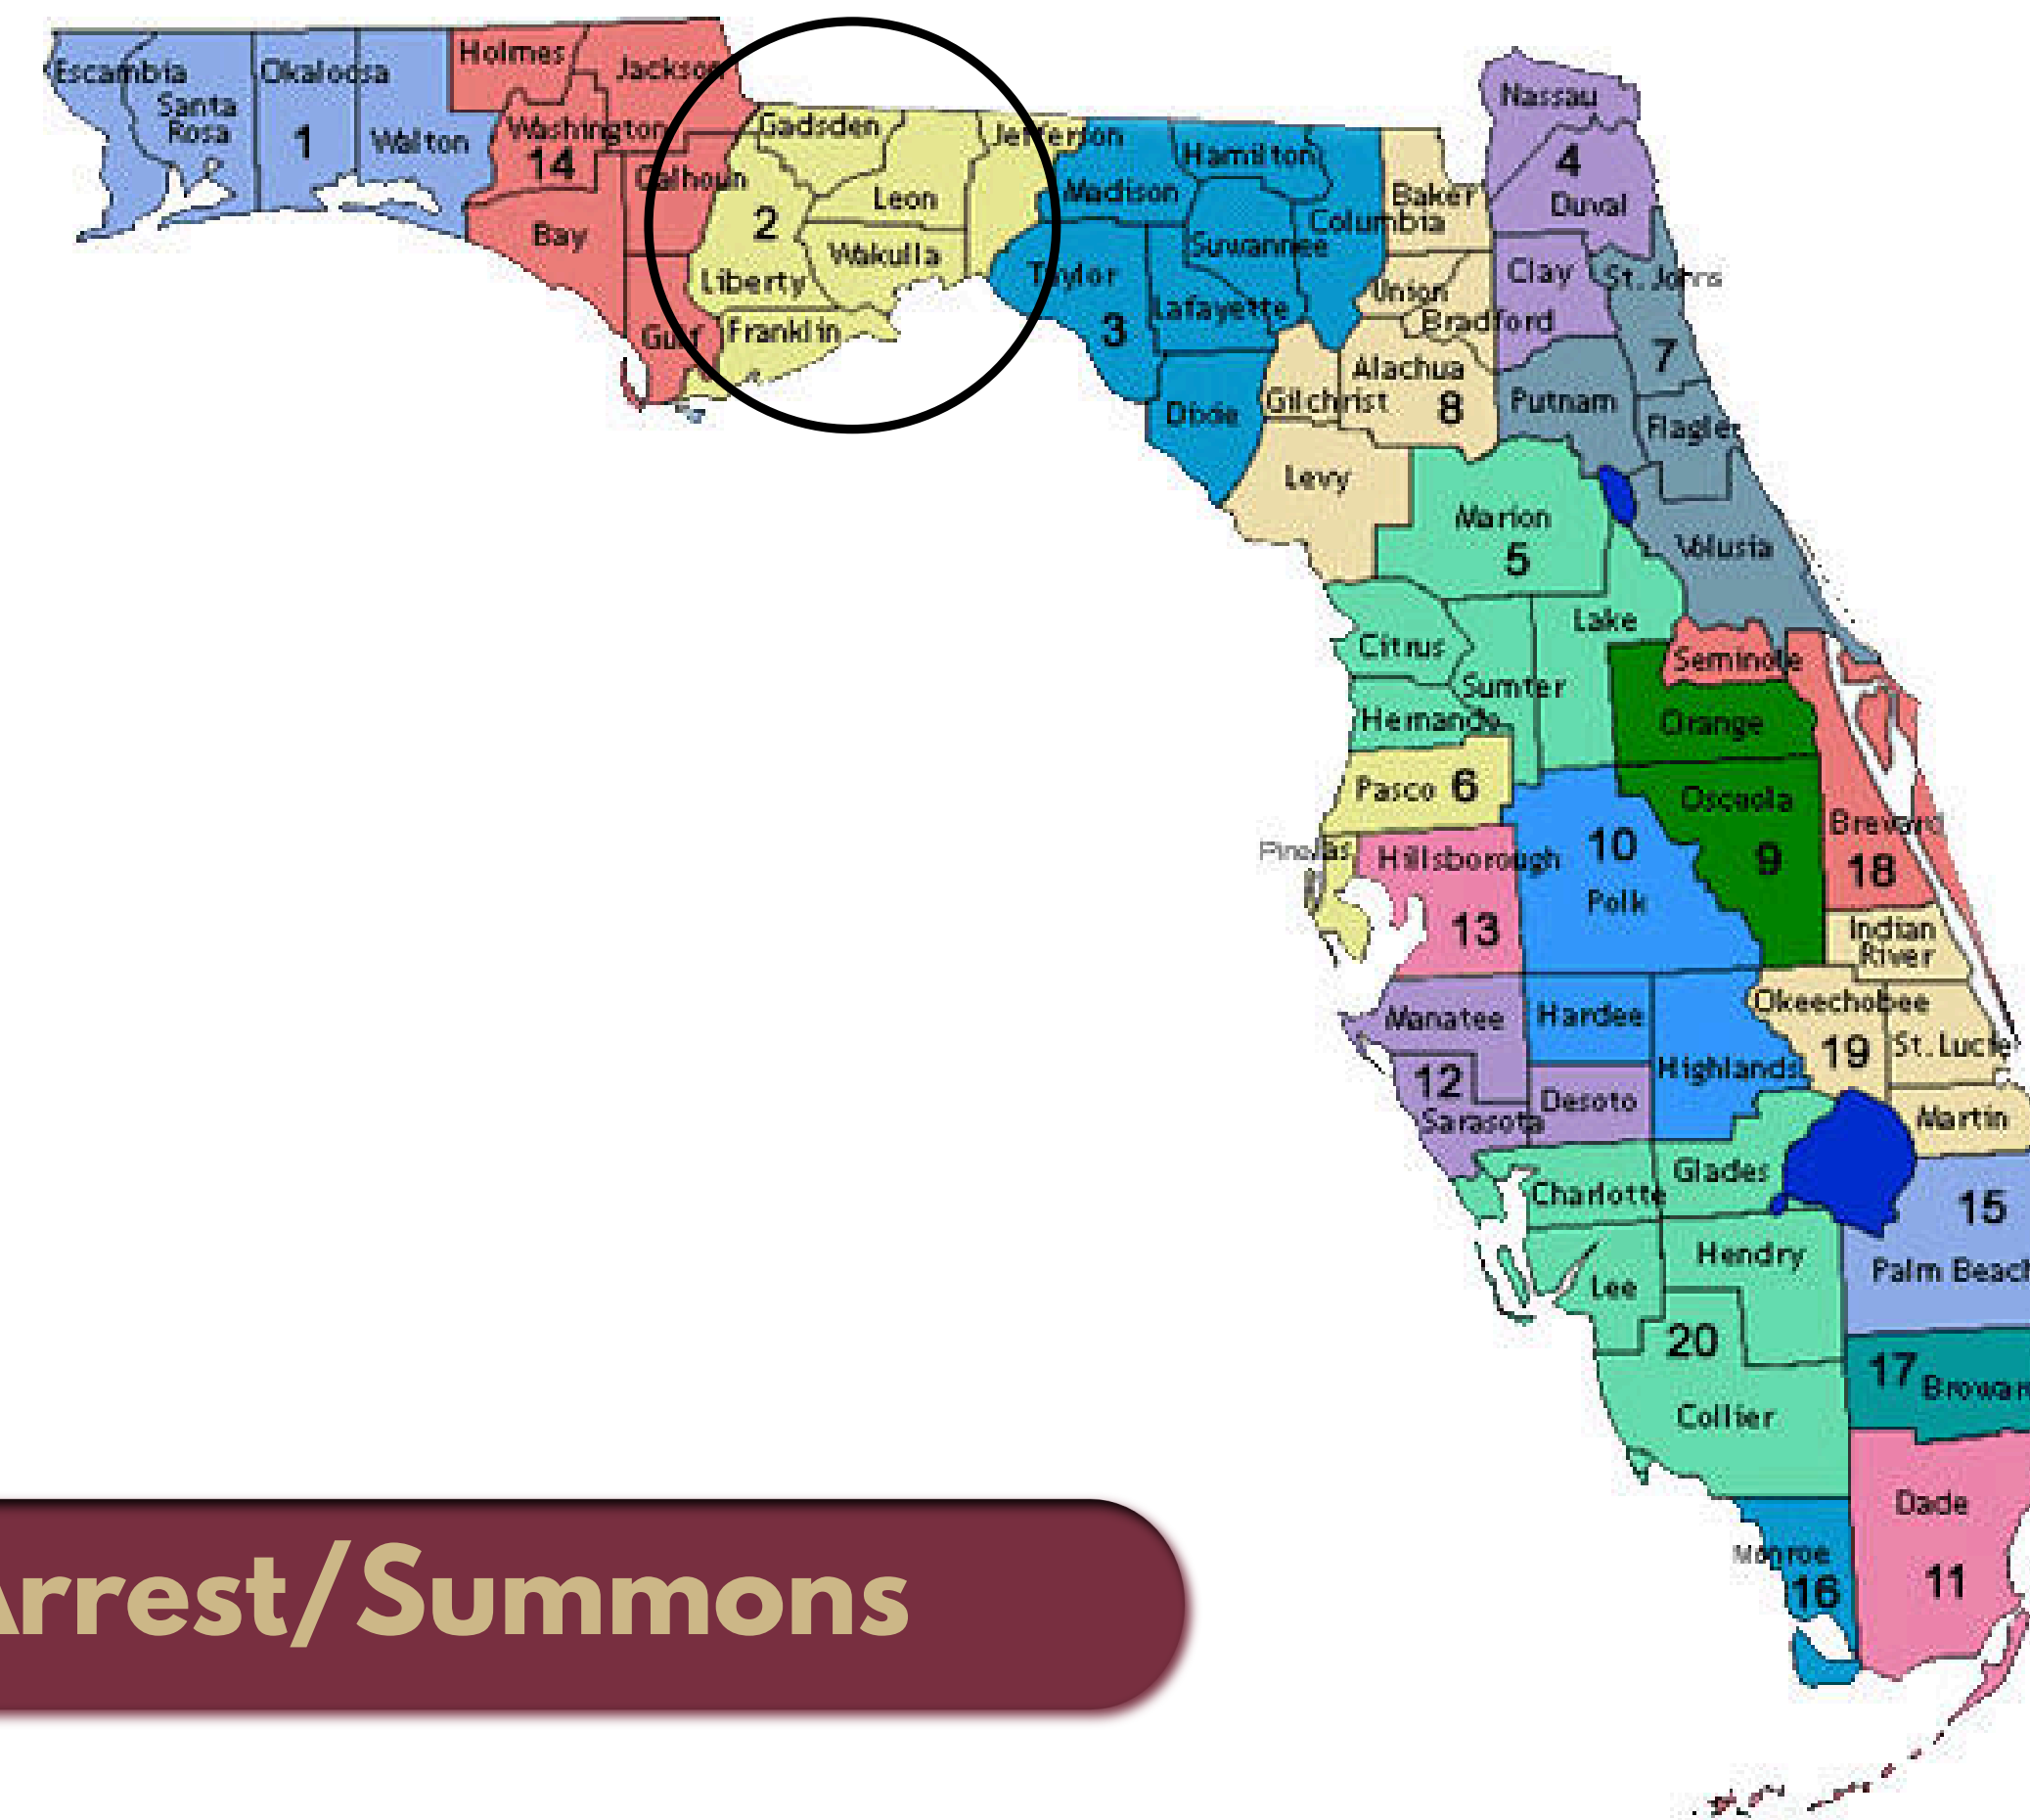 Escambia
Santa
Rosa
Okaloosa
1
Walton
Holmes
Jackson
Washington
14
Calhoun
Bay
Gulf
Gadsden
Leon
Jefferson
2
Wakulla
Liberty
Franklin
Madison
Hamilton
Taylor
3
Suwannee
Columbia
Lafayette
Dixie
Baker
Union
Bradford
Alachua
Gilchrist
8
Levy
Nassau
4
Duval
Clay
St. Johns
7
Putnam
Flagler
Volusia
Marion
5
Lake
Citrus
Sumter
Hernando
Seminole
Orange
Osceola
9
Pasco 6
Pinellas
Hillsborough
13
10
Polk
Brevard
18
Indian
River
Manatee
Hardee
Okeechobee
19
St. Lucie
12
Sarasota
Desoto
Highlands
Martin
Charlotte
Glades
15
Palm Beach
Hendry
Lee
20
Collier
17
Browar
Dade
11
Monroe
16
Arrest/Summons